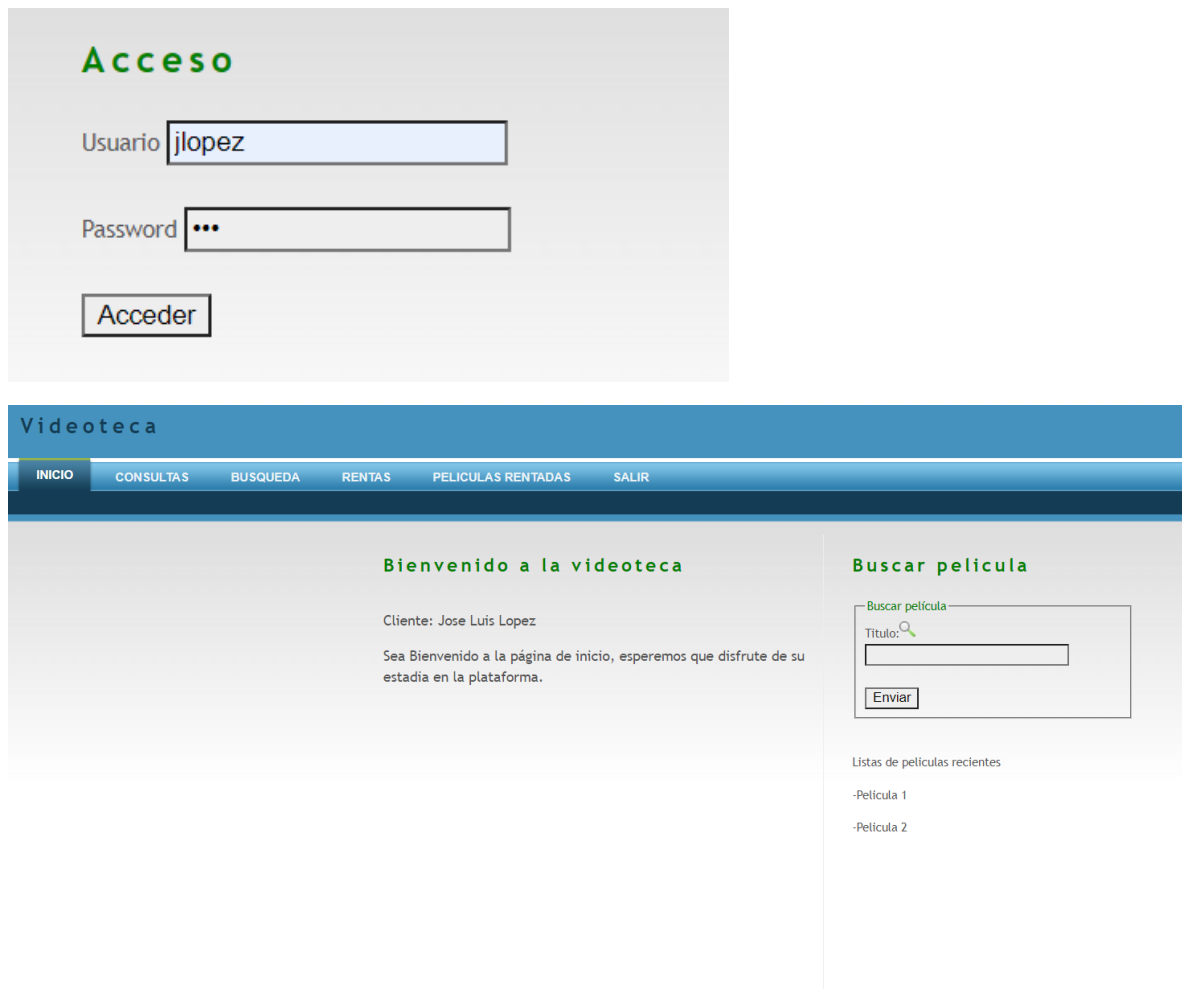 Acceso
Usuario jlopez
Password •••
Acceder
Videoteca
INICIO CONSULTAS BUSQUEDA RENTAS PELICULAS RENTADAS SALIR
Bienvenido a la videoteca
Cliente: Jose Luis Lopez
Sea Bienvenido a la página de inicio, esperemos que disfrute de su
estadia en la plataforma.
Buscar pelicula
Buscar película
Titulo:
Enviar
Listas de peliculas recientes
-Pelicula 1
-Pelicula 2